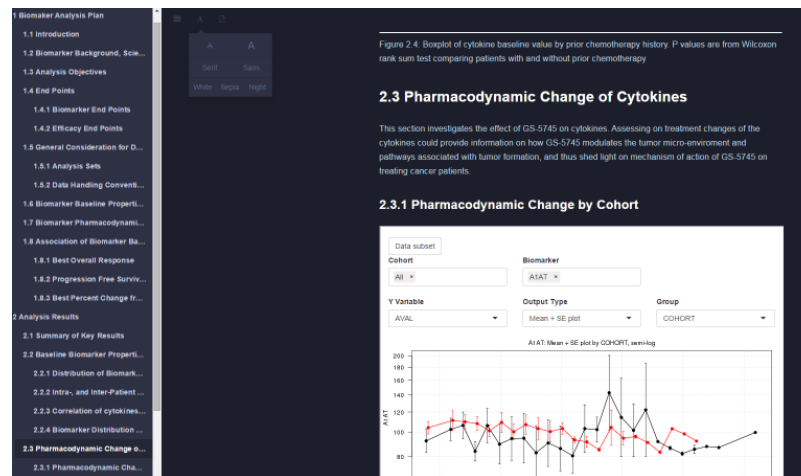 1 Biomaker Analysis Plan
1.1 Introduction
1.2 Biomarker Background, Scie...
1.3 Analysis Objectives
1.4 End Points
1.4.1 Biomarker End Points
1.4.2 Efficacy End Points
1.5 General Consideration for D...
1.5.1 Analysis Sets
1.5.2 Data Handling Conventi...
1.6 Biomarker Baseline Properti...
1.7 Biomarker Pharmacodynami...
1.8 Association of Biomarker Ba...
1.8.1 Best Overall Response
1.8.2 Progression Free Surviv...
1.8.3 Best Percent Change fr...
2 Analysis Results
2.1 Summary of Key Results
2.2 Baseline Biomarker Properti...
2.2.1 Distribution of Biomark...
2.2.2 Intra-, and Inter-Patient ...
2.2.3 Correlation of cytokines...
2.2.4 Biomarker Distribution ...
2.3 Pharmacodynamic Change o...
2.3.1 Pharmacodynamic Cha...
A
A A
Serif Sans
White Sepia Night
Figure 2.4: Boxplot of cytokine baseline value by prior chemotherapy history. P values are from Wilcoxon
rank sum test comparing patients with and without prior chemotherapy
2.3 Pharmacodynamic Change of Cytokines
This section investigates the effect of GS-5745 on cytokines. Assessing on treatment changes of the
cytokines could provide information on how GS-5745 modulates the tumor micro-enviroment and
pathways associated with tumor formation, and thus shed light on mechanism of action of GS-5745 on
treating cancer patients.
2.3.1 Pharmacodynamic Change by Cohort
Data subset
Cohort Biomarker
All × A1AT ×
Y Variable Output Type Group
AVAL Mean + SE plot COHORT
A1AT: Mean + SE plot by COHORT, semi-log
200
180
160
140
120
100
80
A1AT